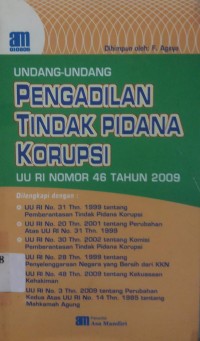 am
Dihimpun oleh: F. Agsya
UNDANG-UNDANG
PENGADILAN
TINDAK PIDANA
KORUPSI
UU RI NOMOR 46 TAHUN 2009
Dilengkapi dengan :
UU RI No. 31 Thn. 1999 tentang
Pemberantasan Tindak Pidana Korupsi
UU RI No. 20 Thn. 2001 tentang Perubahan
Atas UU RI No. 31 Thn. 1999
UU RI No. 30 Thn. 2002 tentang Komisi
Pemberantasan Tindak Pidana Korupsi
UU RI No. 28 Thn. 1999 tentang
Penyelenggaraan Negara yang Bersih dari KKN
UU RI No. 48 Thn. 2009 tentang Kekuasaan
Kehakiman
UU RI No. 3 Thn. 2009 tentang Perubahan
Kedua Atas UU RI No. 14 Thn. 1985 tentang
Mahkamah Agung
8
am
Asa Mandiri